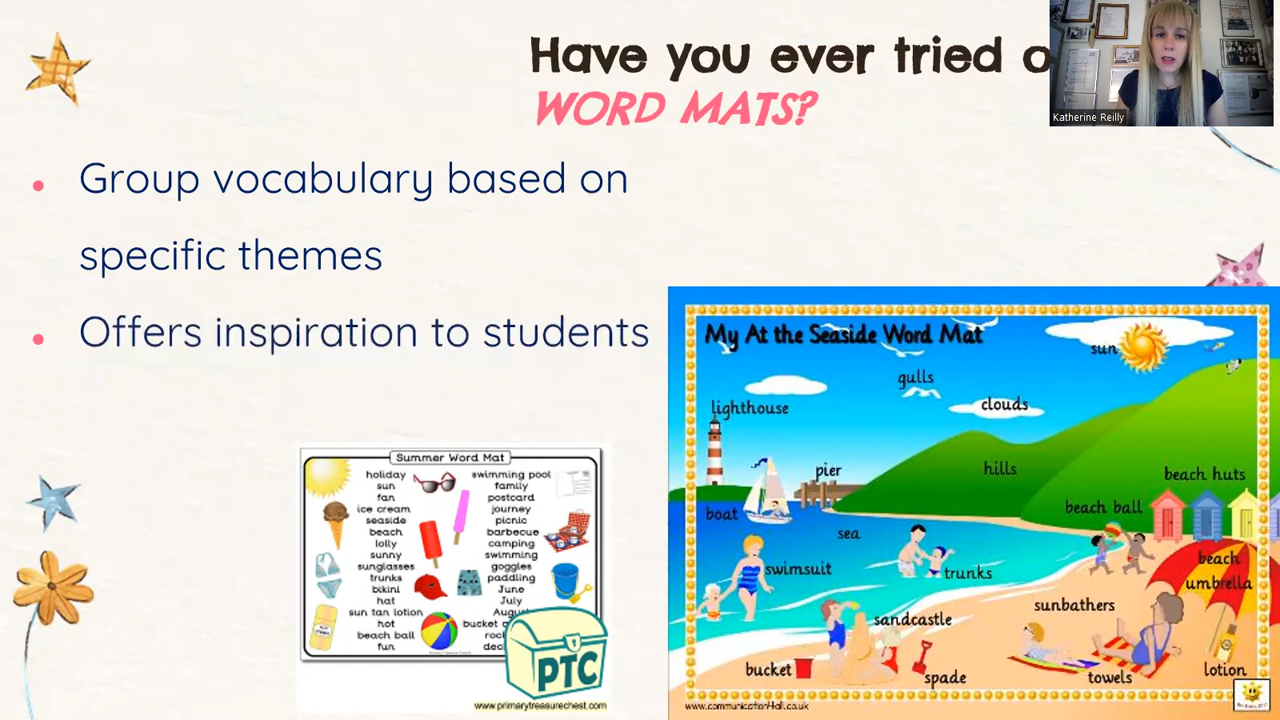 Have you ever tried
WORD MATS?
Katherine Reilly
Group vocabulary based on
specific themes
Offers inspiration to students
Summer Word Mat
holiday
sun
fan
ice cream
seaside
beach
lolly
sunny
sunglasses
trunks
bikini
hat
sun tan lotion
hot
beach ball
fun
swimming pool
family
postcard
journey
picnic
barbecue
camping
swimming
goggles
paddling
June
July
bucket
PTC
www.primarytreasurechest.com
My At the Seaside Word Mat
sun
gulls
lighthouse
clouds
pier
hills
beach huts
boat
beach ball
sea
swimsuit
trunks
beach
umbrella
sunbathers
sandcastle
bucket
spade
towels
lotion
www.communication4all.co.uk